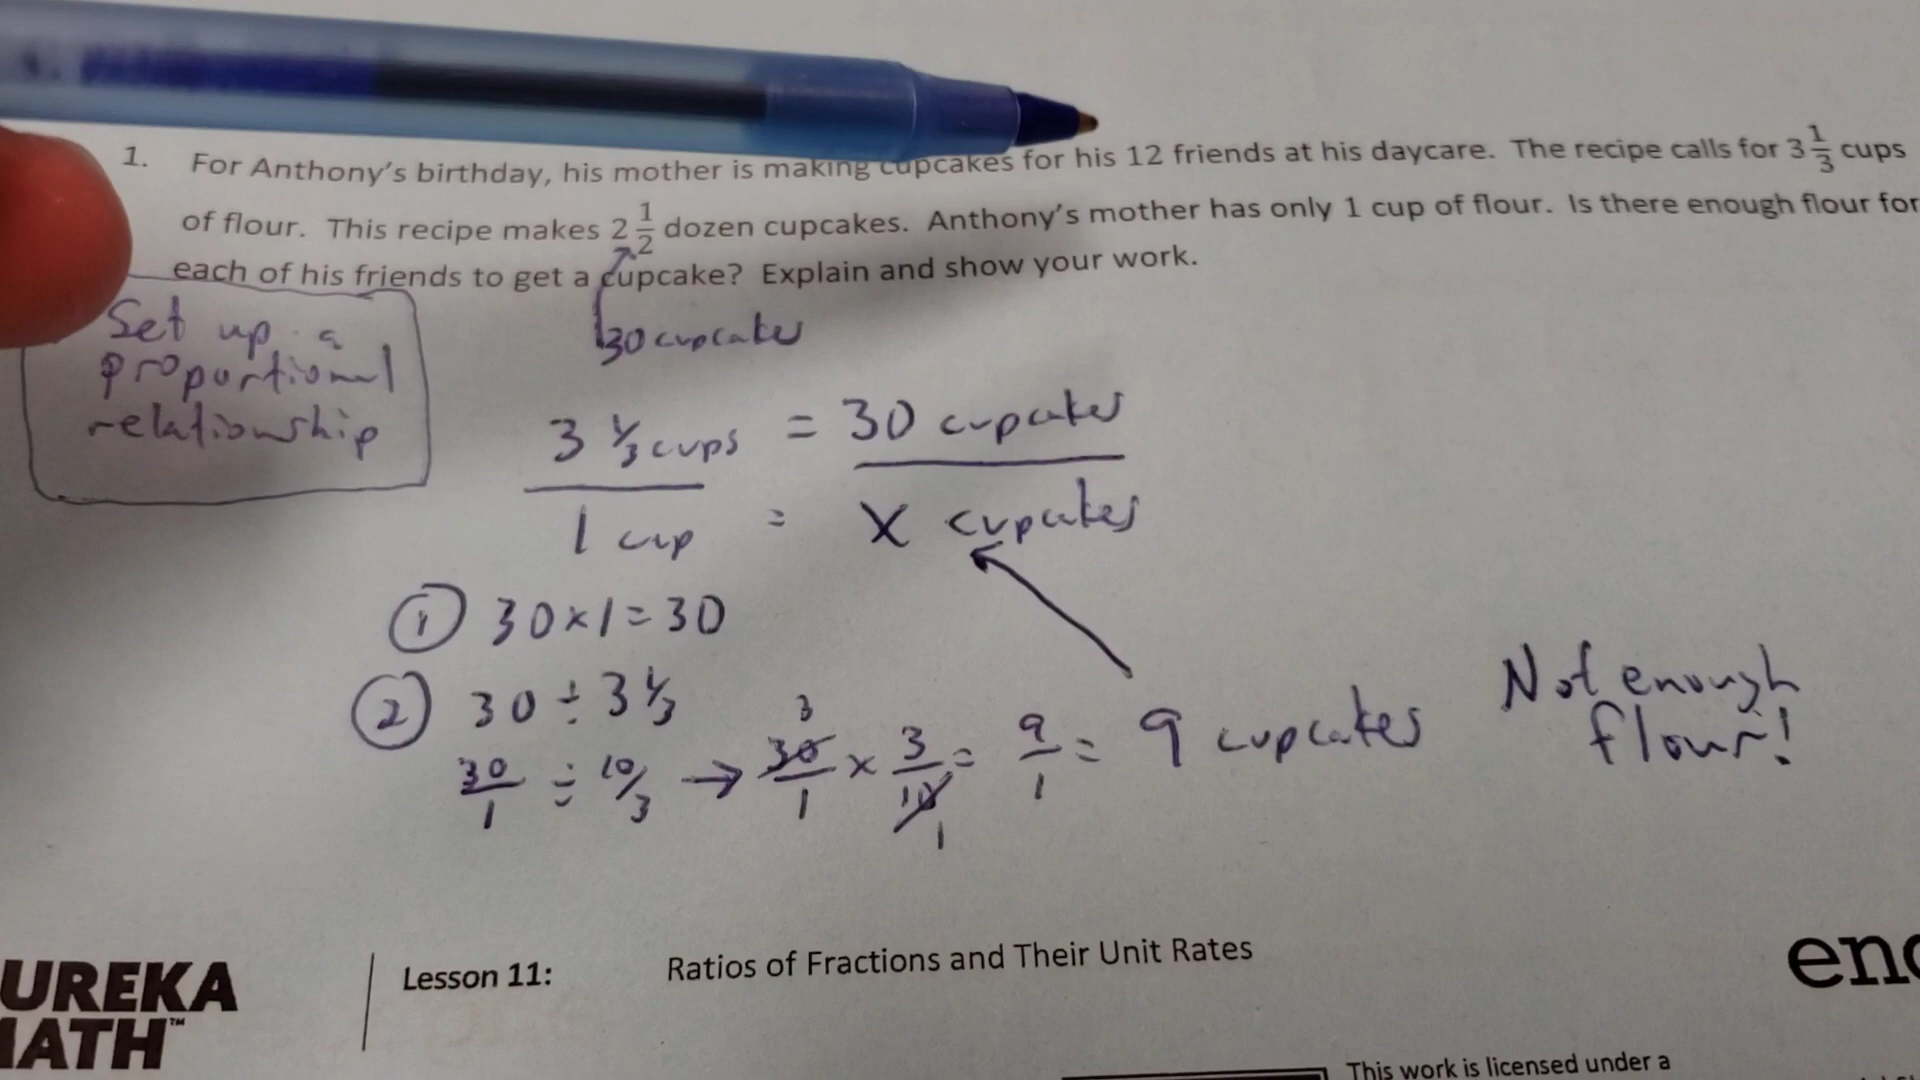 1. For Anthony's birthday, his mother is making cupcakes for his 12 friends at his daycare. The recipe calls for 3 1/3 cups
of flour. This recipe makes 2 1/2 dozen cupcakes. Anthony's mother has only 1 cup of flour. Is there enough flour for
each of his friends to get a cupcake? Explain and show your work.
Set up a
proportional
relationship
30 cupcakes
3 1/3 cups = 30 cupcakes
1 cup = x cupcakes
① 30 x 1 = 30
② 30 ÷ 3 1/3
30/1 ÷ 10/3 → 30/1 x 3/10 = 9/1 = 9 cupcakes
3
1
Not enough
flour!
UREKA
MATH™
Lesson 11:
Ratios of Fractions and Their Unit Rates
eng
This work is licensed under a